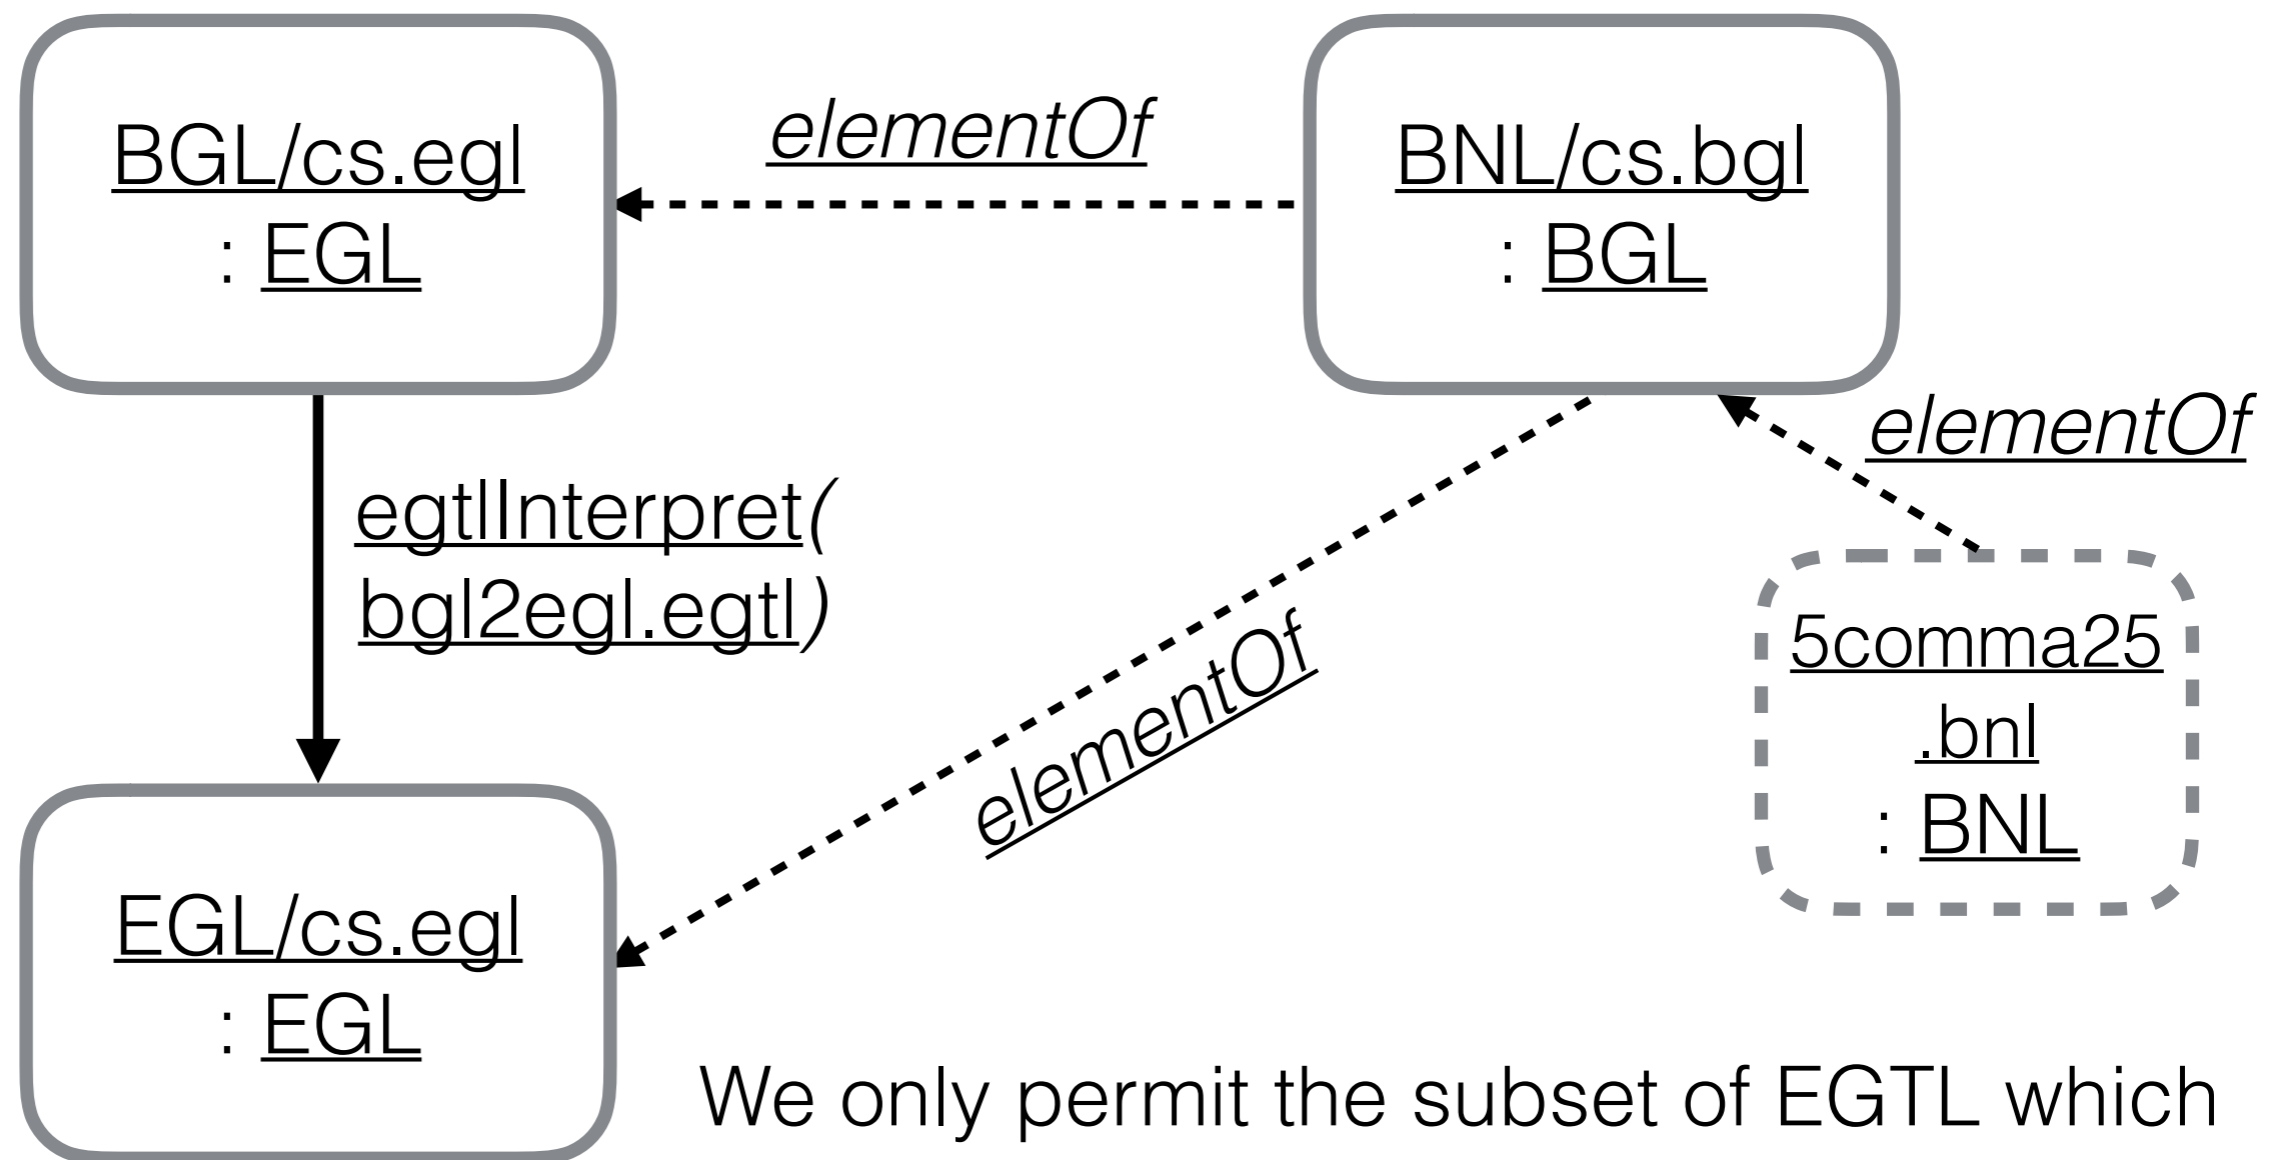 BGL/cs.egl
: EGL
elementOf
BNL/cs.bgl
: BGL
elementOf
egtlInterpret(
bgl2egl.egtl)
elementOf
5comma25
.bnl
: BNL
EGL/cs.egl
: EGL
We only permit the subset of EGTL which